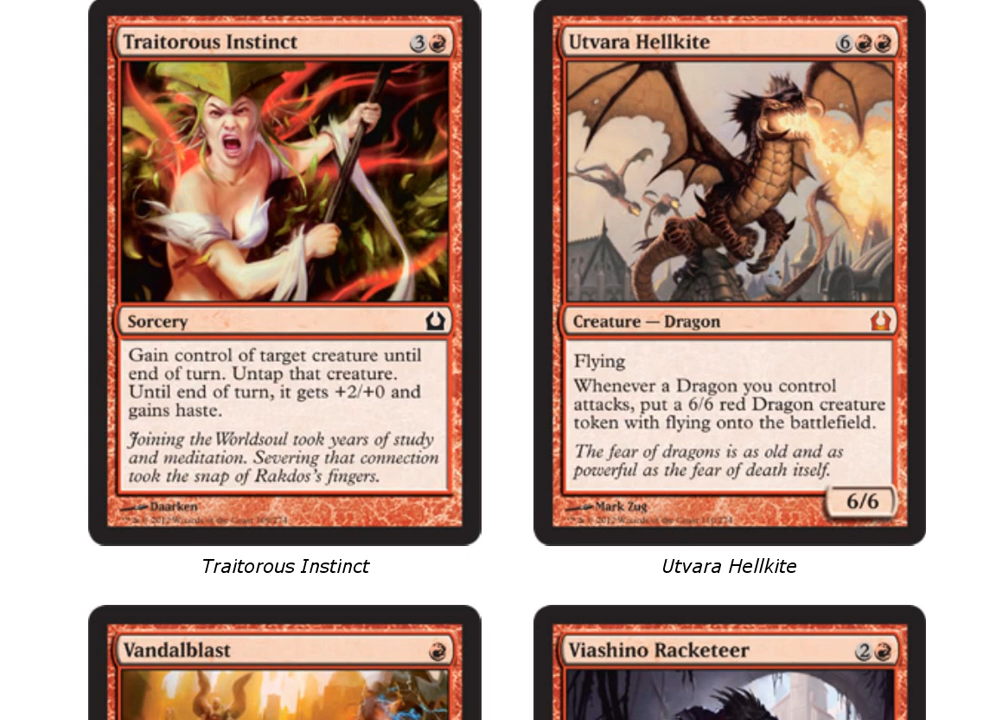 Traitorous Instinct 3
Utvara Hellkite 6
Sorcery
Creature — Dragon
Gain control of target creature until
end of turn. Untap that creature.
Until end of turn, it gets +2/+0 and
gains haste.
Joining the Worldsoul took years of study
and meditation. Severing that connection
took the snap of Rakdos's fingers.
Daarken
Flying
Whenever a Dragon you control
attacks, put a 6/6 red Dragon creature
token with flying onto the battlefield.
The fear of dragons is as old and as
powerful as the fear of death itself.
6/6
Mark Zug
Traitorous Instinct
Utvara Hellkite
Vandalblast
Viashino Racketeer 2